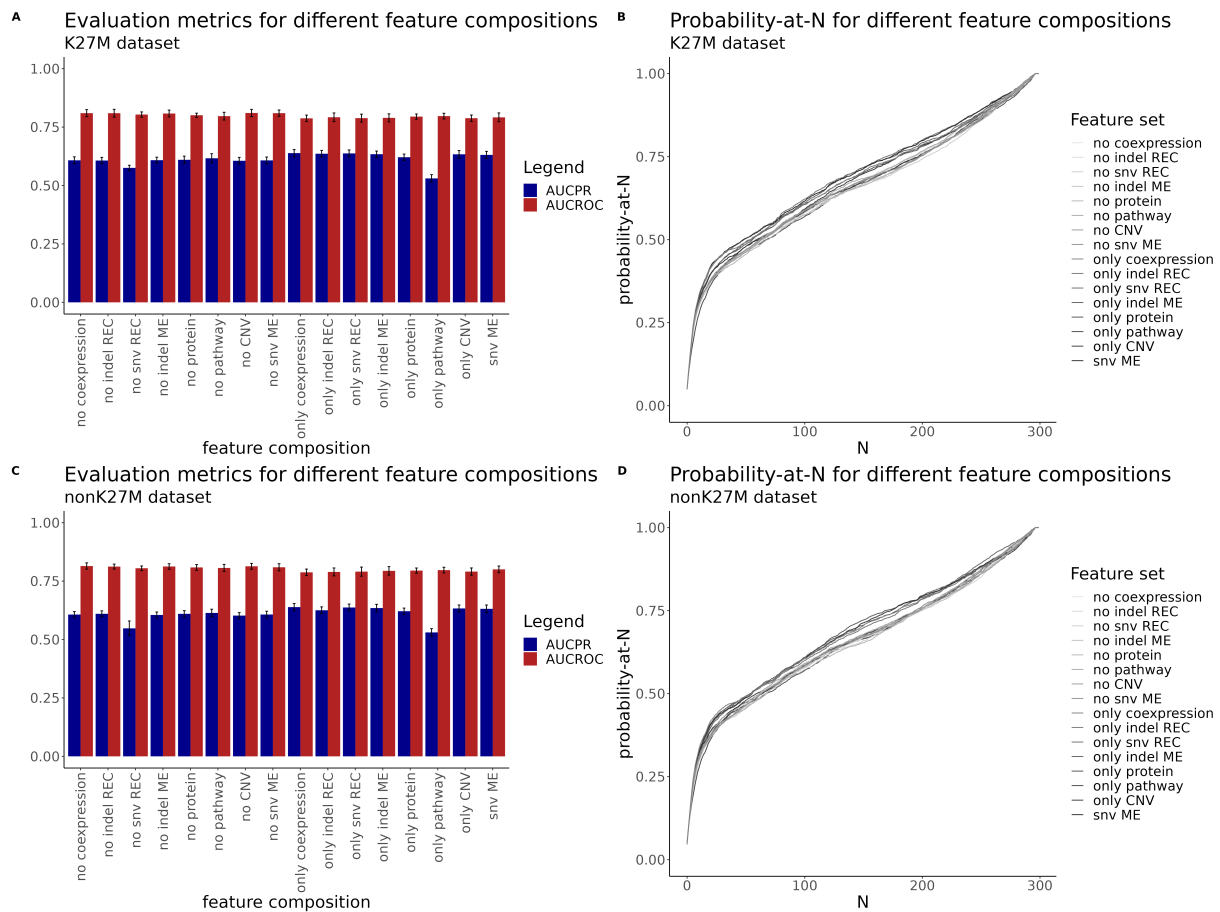 A
Evaluation metrics for different feature compositions
K27M dataset
1.00
0.75
0.50
0.25
0.00
no coexpression
no indel REC
no snv REC
no indel ME
no protein
no pathway
no CNV
no snv ME
only coexpression
only indel REC
only snv REC
only indel ME
only protein
only pathway
only CNV
snv ME
feature composition
Legend
AUCPR
AUCROC
B
Probability-at-N for different feature compositions
K27M dataset
probability-at-N
1.00
0.75
0.50
0.25
0.00
0
100
200
300
N
Feature set
no coexpression
no indel REC
no snv REC
no indel ME
no protein
no pathway
no CNV
no snv ME
only coexpression
only indel REC
only snv REC
only indel ME
only protein
only pathway
only CNV
snv ME
C
Evaluation metrics for different feature compositions
nonK27M dataset
1.00
0.75
0.50
0.25
0.00
no coexpression
no indel REC
no snv REC
no indel ME
no protein
no pathway
no CNV
no snv ME
only coexpression
only indel REC
only snv REC
only indel ME
only protein
only pathway
only CNV
snv ME
feature composition
Legend
AUCPR
AUCROC
D
Probability-at-N for different feature compositions
nonK27M dataset
probability-at-N
1.00
0.75
0.50
0.25
0.00
0
100
200
300
N
Feature set
no coexpression
no indel REC
no snv REC
no indel ME
no protein
no pathway
no CNV
no snv ME
only coexpression
only indel REC
only snv REC
only indel ME
only protein
only pathway
only CNV
snv ME